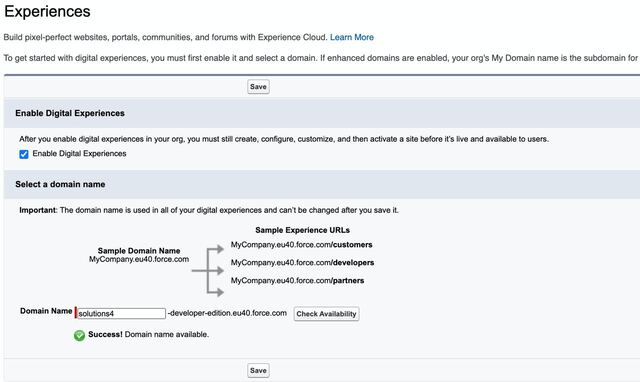 Experiences
Build pixel-perfect websites, portals, communities, and forums with Experience Cloud. Learn More
To get started with digital experiences, you must first enable it and select a domain. If enhanced domains are enabled, your org's My Domain name is the subdomain for
Save
Enable Digital Experiences
After you enable digital experiences in your org, you must still create, configure, customize, and then activate a site before it's live and available to users.
Enable Digital Experiences
Select a domain name
Important: The domain name is used in all of your digital experiences and can't be changed after you save it.
Sample Experience URLs
MyCompany.eu40.force.com/customers
Sample Domain Name
MyCompany.eu40.force.com
MyCompany.eu40.force.com/developers
MyCompany.eu40.force.com/partners
Domain Name solutions4 -developer-edition.eu40.force.com Check Availability
Success! Domain name available.
Save